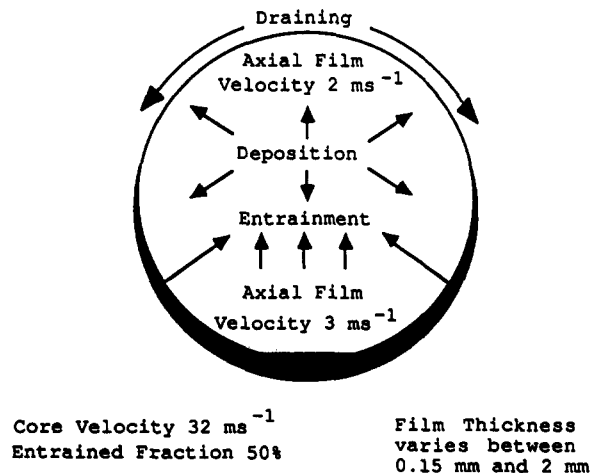 Draining
Axial Film
Velocity 2 ms⁻¹
Deposition
Entrainment
Axial Film
Velocity 3 ms⁻¹
Core Velocity 32 ms⁻¹
Entrained Fraction 50%
Film Thickness
varies between
0.15 mm and 2 mm